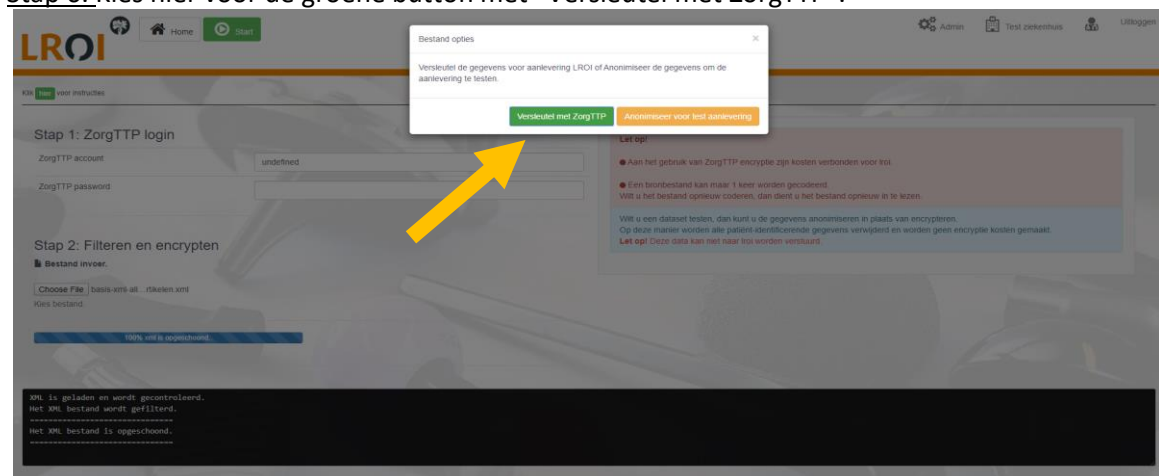 Stap 6: Kies hier voor de groene button met "Versleutel met ZorgTTP".
LROI
Home
Start
Admin
Test ziekenhuis
Uitloggen
Bestand opties
×
Versleutel de gegevens voor aanlevering LROI of Anonimiseer de gegevens om de
aanlevering te testen.
Versleutel met ZorgTTP
Anonimiseer voor test aanlevering
Klik hier voor instructies
Stap 1: ZorgTTP login
ZorgTTP account
undefined
ZorgTTP password
Let op!
Aan het gebruik van ZorgTTP encryptie zijn kosten verbonden voor lroi.
Een bronbestand kan maar 1 keer worden gecodeerd.
Wilt u het bestand opnieuw coderen, dan dient u het bestand opnieuw in te lezen.
Wilt u een dataset testen, dan kunt u de gegevens anonimiseren in plaats van encrypteren.
Op deze manier worden alle patiënt-identificerende gegevens verwijderd en worden geen encryptie kosten gemaakt.
Let op! Deze data kan niet naar lroi worden verstuurd.
Stap 2: Filteren en encrypten
Bestand invoer.
Choose File basis-xml-all...rtikelen.xml
Kies bestand
100% xml is opgeschoond.
XML is geladen en wordt gecontroleerd.
Het XML bestand wordt gefilterd.
==============================
Het XML bestand is opgeschoond.
==============================